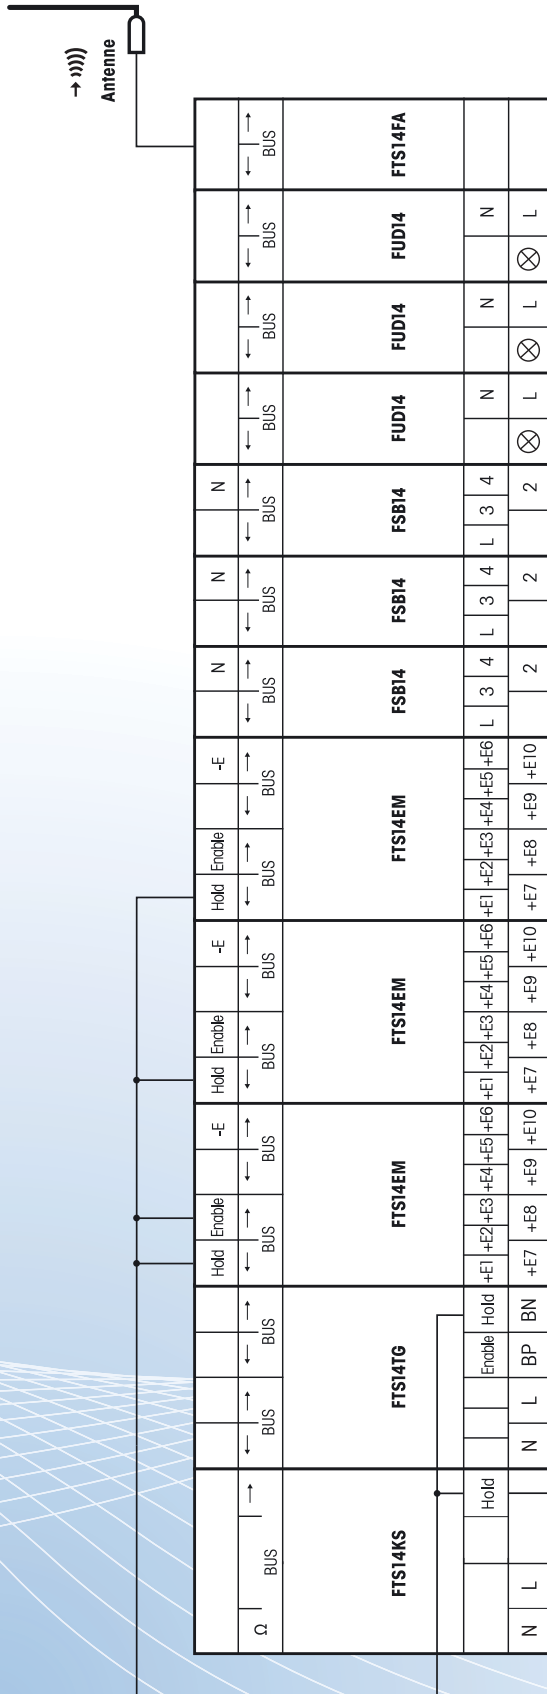 Antenne
Hold Enable -E Hold Enable -E Hold Enable -E N N N
Ω → ← → ← → ← → ← → ← → ← → ← → ← → ← → ← → ← → ← → ← → ← → ← →
BUS BUS BUS BUS BUS BUS BUS BUS BUS BUS BUS BUS BUS BUS BUS BUS
FTS14KS FTS14TG FTS14EM FTS14EM FTS14EM FSB14 FSB14 FSB14 FUD14 FUD14 FUD14 FTS14FA
Hold Enable Hold +E1 +E2 +E3 +E4 +E5 +E6 +E1 +E2 +E3 +E4 +E5 +E6 +E1 +E2 +E3 +E4 +E5 +E6 L 3 4 L 3 4 L 3 4 N N N
N L N L BP BN +E7 +E8 +E9 +E10 +E7 +E8 +E9 +E10 +E7 +E8 +E9 +E10 2 2 2 L L L